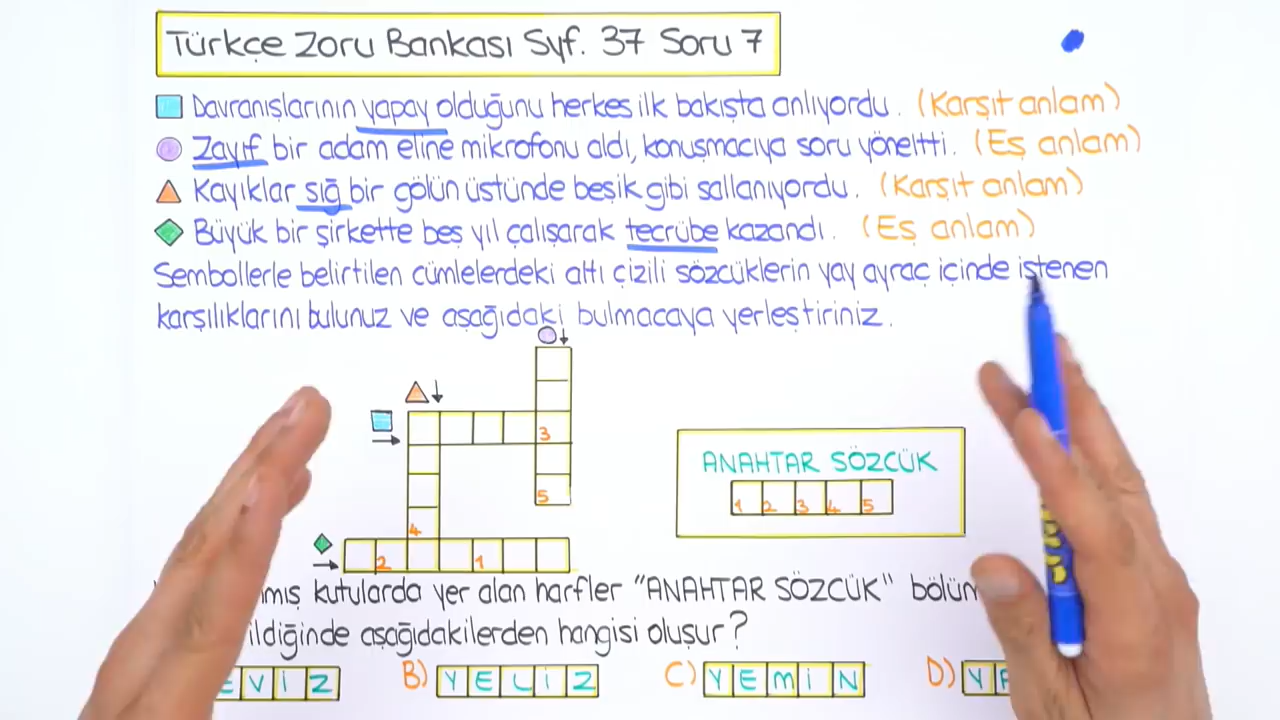 Türkçe Zoru Bankası Syf. 37 Soru 7
Davranışlarının yapay olduğunu herkes ilk bakışta anlıyordu. (Karşıt anlam)
Zayıf bir adam eline mikrofonu aldı, konuşmacıya soru yöneltti. (Eş anlam)
Kayıklar sığ bir gölün üstünde beşik gibi sallanıyordu. (Karşıt anlam)
Büyük bir şirkette beş yıl çalışarak tecrübe kazandı. (Eş anlam)
Sembollerle belirtilen cümlelerdeki altı çizili sözcüklerin yay ayraç içinde istenen
karşılıklarını bulunuz ve aşağıdaki bulmacaya yerleştiriniz.
3
5
4
2 1
ANAHTAR SÖZCÜK
1 2 3 4 5
kutularda yer alan harfler "ANAHTAR SÖZCÜK"
aşağıdakilerden hangisi oluşur?
E V İ Z B) Y E L İ Z C) Y E M İ N D) Y